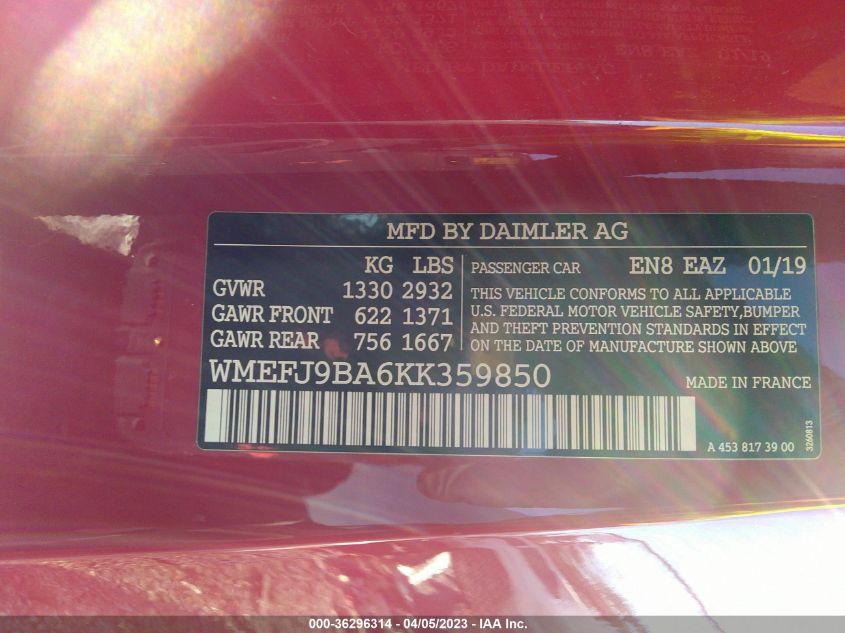 MFD BY DAIMLER AG
KG LBS
GVWR 1330 2932
GAWR FRONT 622 1371
GAWR REAR 756 1667
PASSENGER CAR EN8 EAZ 01/19
THIS VEHICLE CONFORMS TO ALL APPLICABLE
U.S. FEDERAL MOTOR VEHICLE SAFETY,BUMPER
AND THEFT PREVENTION STANDARDS IN EFFECT
ON THE DATE OF MANUFACTURE SHOWN ABOVE
WMEFJ9BA6KK359850 MADE IN FRANCE
A 453 817 39 00
3260813
000-36296314 - 04/05/2023 - IAA Inc.